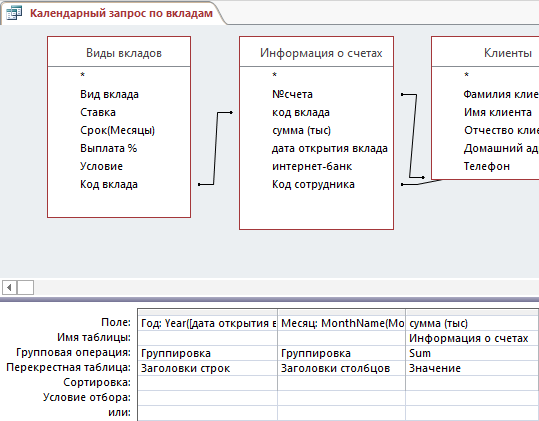 Календарный запрос по вкладам
Виды вкладов
*
Вид вклада
Ставка
Срок(Месяцы)
Выплата %
Условие
Код вклада
Информация о счетах
*
№счета
код вклада
сумма (тыс)
дата открытия вклада
интернет-банк
Код сотрудника
Клиенты
*
Фамилия клие
Имя клиента
Отчество клие
Домашний ад
Телефон
Поле: Год: Year([дата открытия в Месяц: MonthName(Mo сумма (тыс)
Имя таблицы: Информация о счетах
Групповая операция: Группировка Группировка Sum
Перекрестная таблица: Заголовки строк Заголовки столбцов Значение
Сортировка:
Условие отбора:
или: